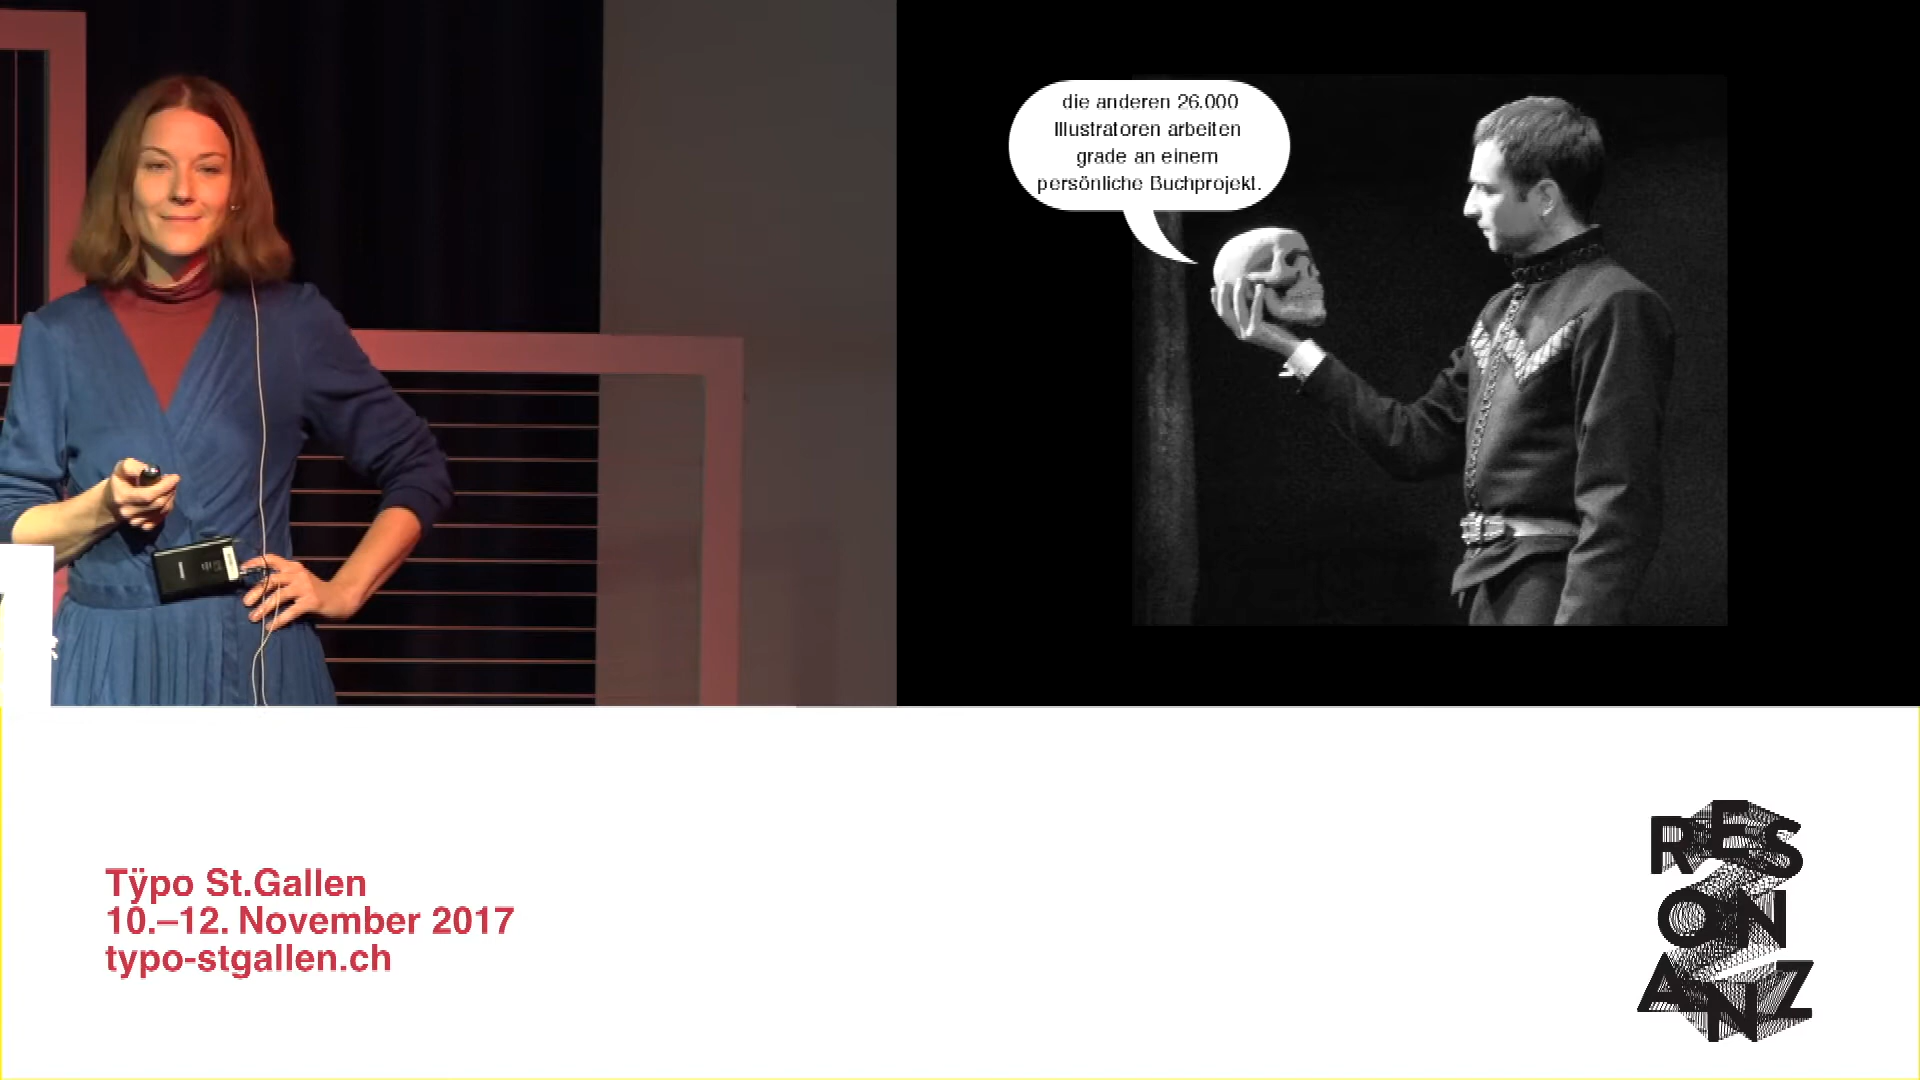 die anderen 26.000
Illustratoren arbeiten
grade an einem
persönliche Buchprojekt.
Tÿpo St.Gallen
10.–12. November 2017
typo-stgallen.ch
RES
ON
ANZ